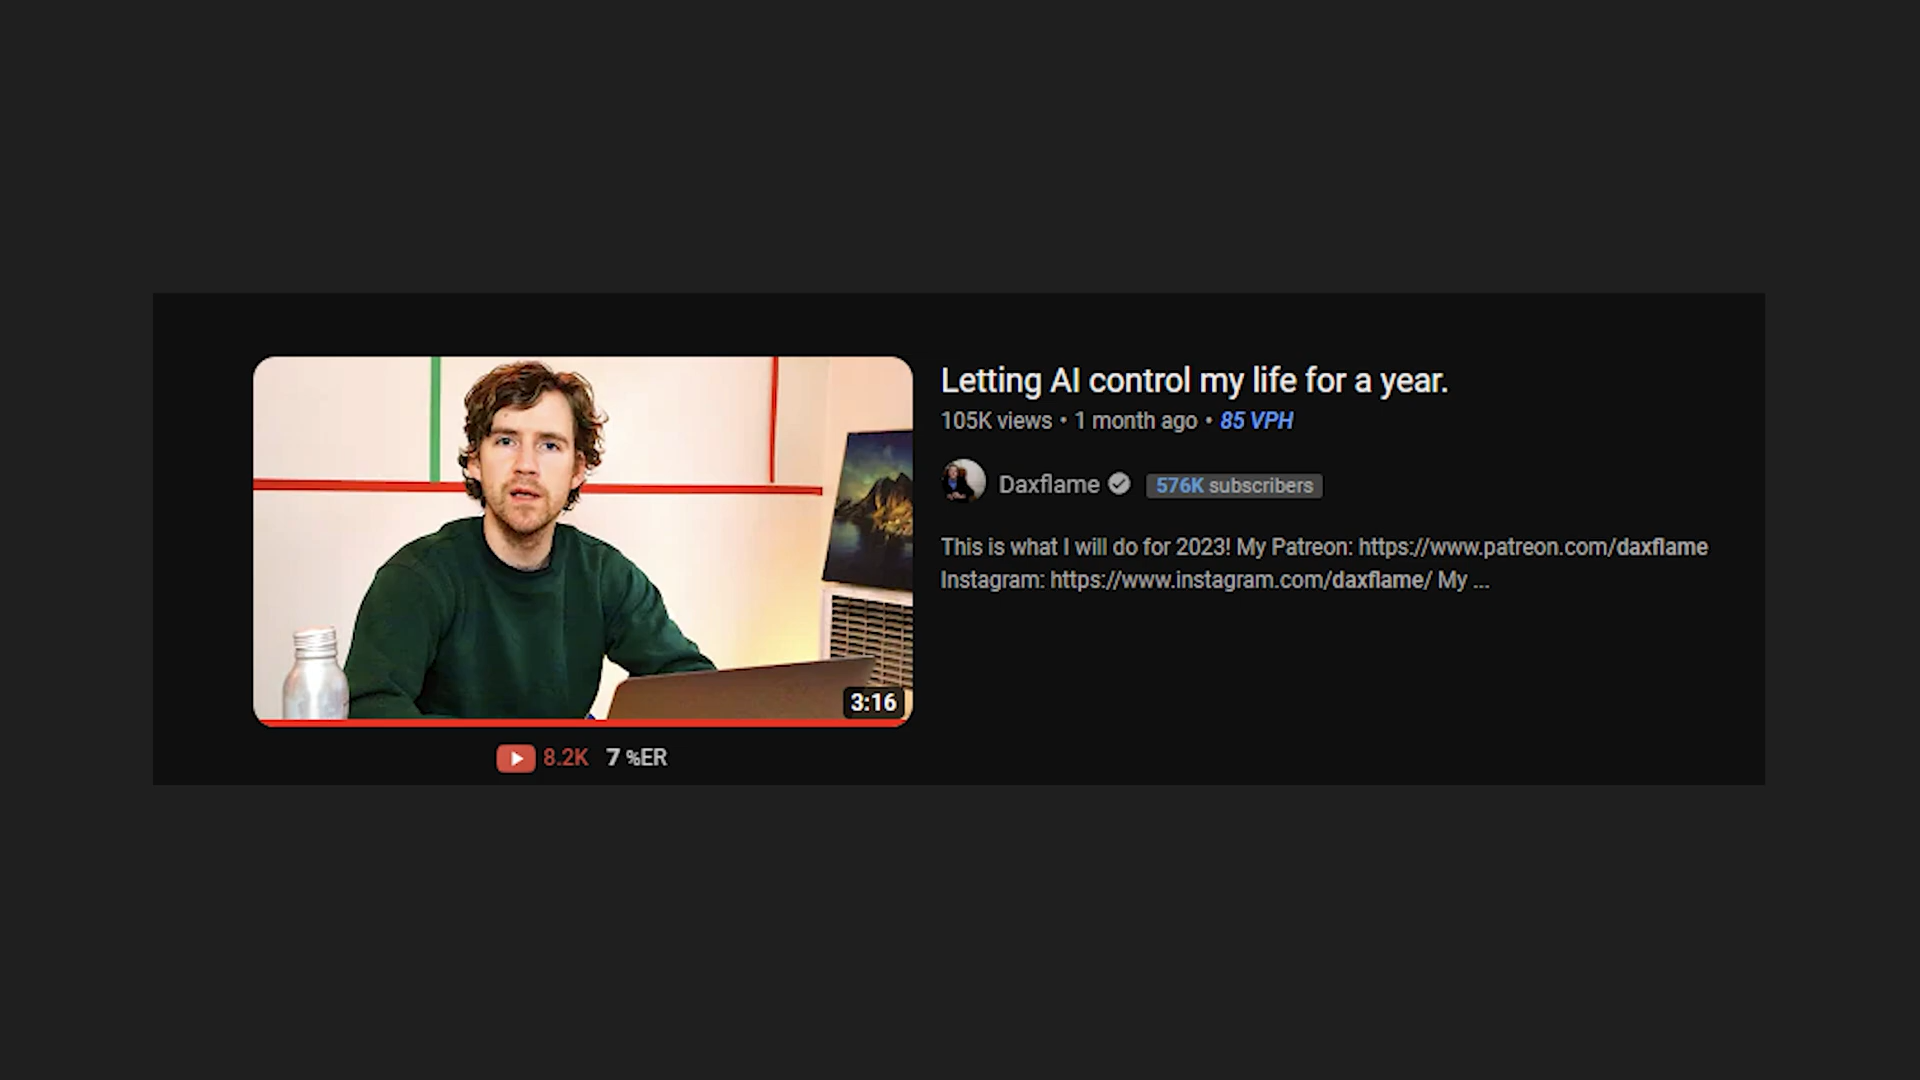 Letting AI control my life for a year.
105K views • 1 month ago • 85 VPH
Daxflame 576K subscribers
This is what I will do for 2023! My Patreon: https://www.patreon.com/daxflame
Instagram: https://www.instagram.com/daxflame/ My ...
3:16
8.2K 7 %ER